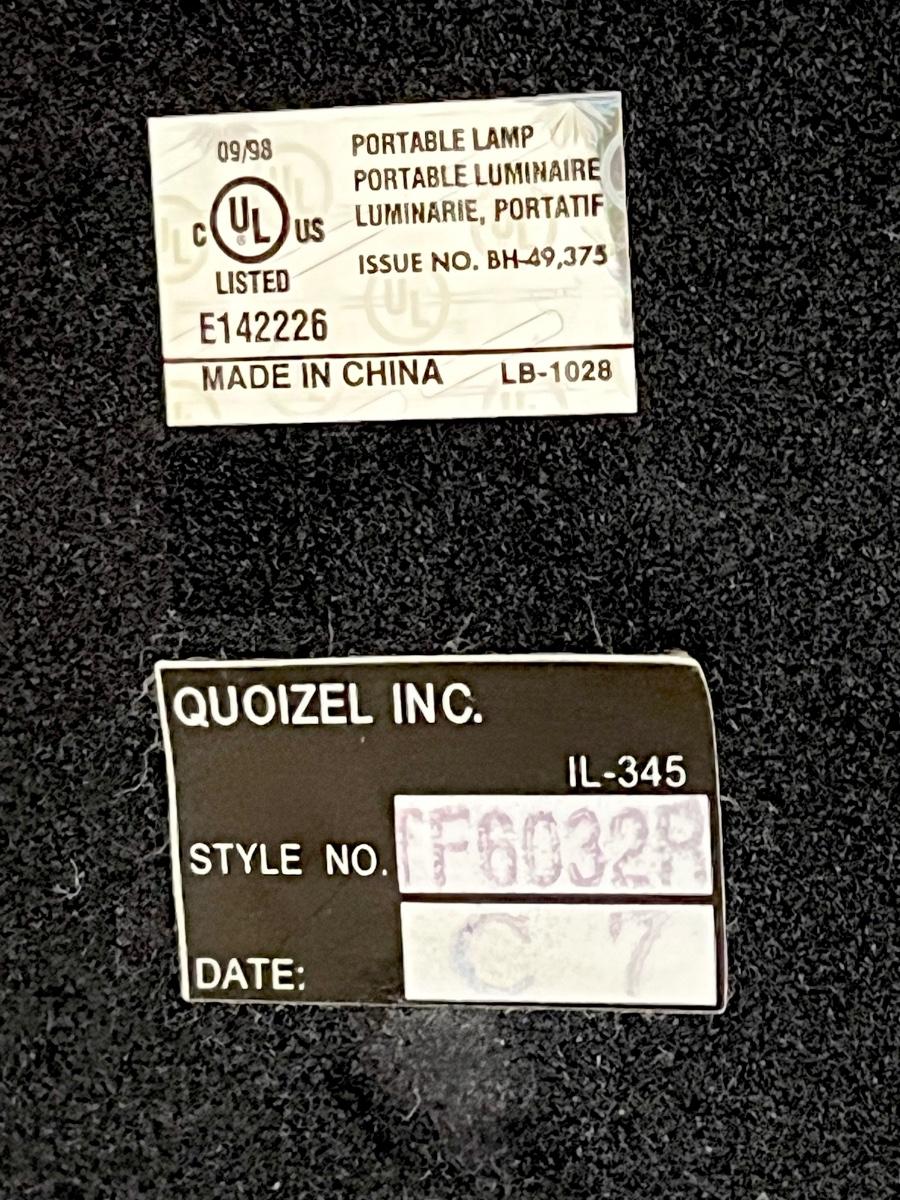 09/98
C UL US
®
LISTED
E142226
PORTABLE LAMP
PORTABLE LUMINAIRE
LUMINARIE, PORTATIF
ISSUE NO. BH-49,375
MADE IN CHINA LB-1028
QUOIZEL INC.
IL-345
STYLE NO. TF6032R
DATE: C 7